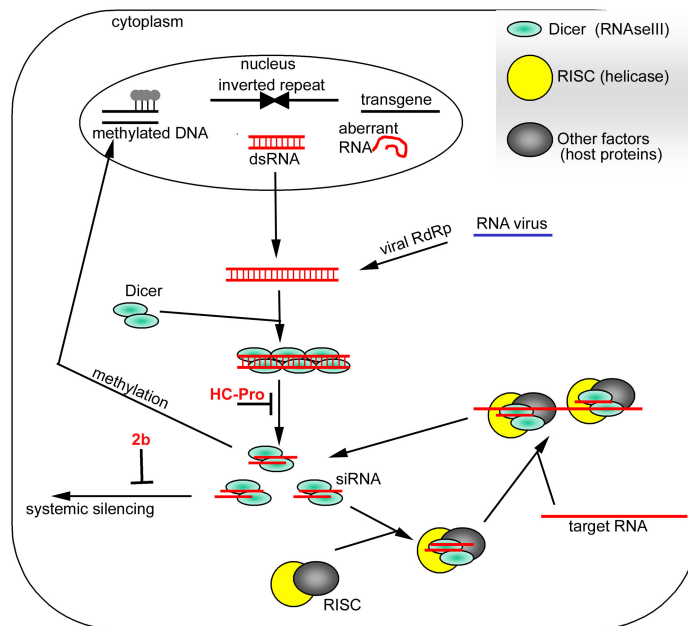 cytoplasm
Dicer (RNAseIII)
RISC (helicase)
Other factors
(host proteins)
nucleus
inverted repeat
transgene
methylated DNA
aberrant
RNA
dsRNA
viral RdRp
RNA virus
Dicer
HC-Pro
methylation
2b
siRNA
systemic silencing
target RNA
RISC